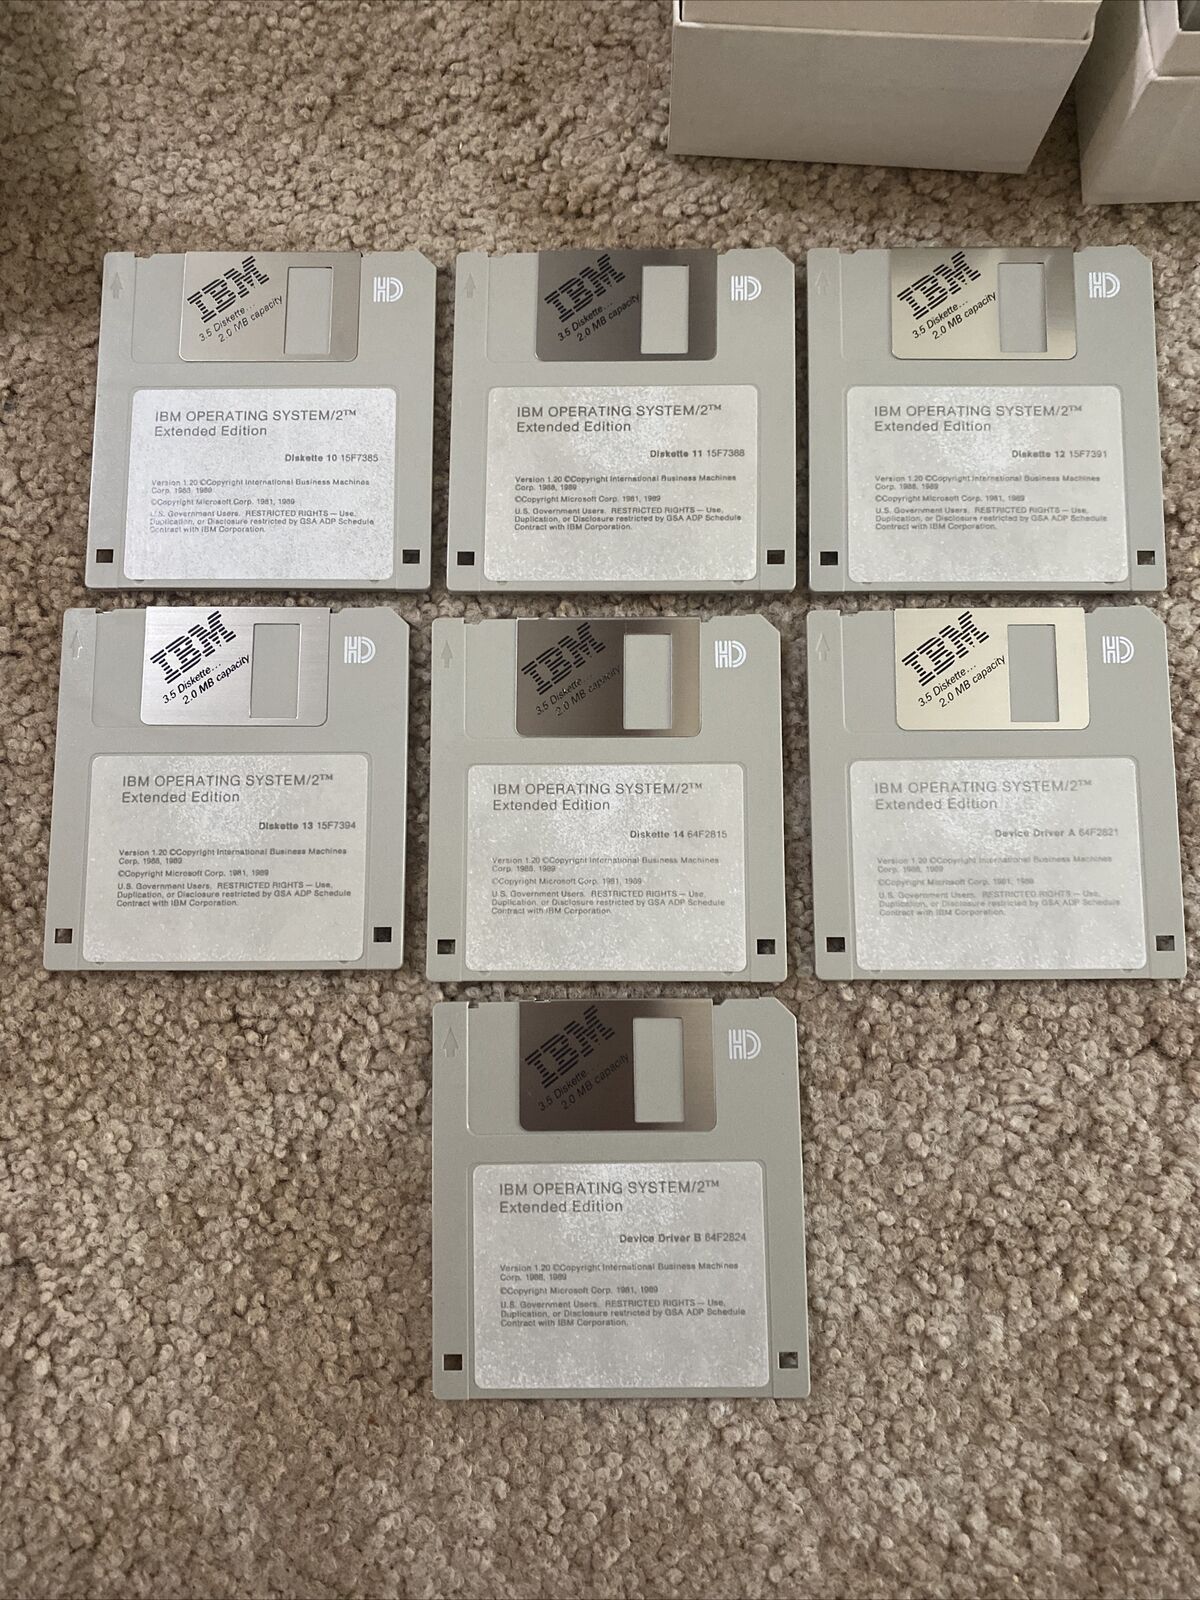 IBM
3.5 Diskette...
2.0 MB capacity
HD
IBM OPERATING SYSTEM/2™
Extended Edition
Diskette 10 15F7385
Version 1.20 ©Copyright International Business Machines
Corp. 1988, 1989
©Copyright Microsoft Corp. 1981, 1989
U.S. Government Users. RESTRICTED RIGHTS — Use,
Duplication, or Disclosure restricted by GSA ADP Schedule
Contract with IBM Corporation.
IBM
3.5 Diskette...
2.0 MB capacity
HD
IBM OPERATING SYSTEM/2™
Extended Edition
Diskette 11 15F7388
Version 1.20 ©Copyright International Business Machines
Corp. 1988, 1989
©Copyright Microsoft Corp. 1981, 1989
U.S. Government Users. RESTRICTED RIGHTS — Use,
Duplication, or Disclosure restricted by GSA ADP Schedule
Contract with IBM Corporation.
IBM
3.5 Diskette...
2.0 MB capacity
HD
IBM OPERATING SYSTEM/2™
Extended Edition
Diskette 12 15F7391
Version 1.20 ©Copyright International Business Machines
Corp. 1988, 1989
©Copyright Microsoft Corp. 1981, 1989
U.S. Government Users. RESTRICTED RIGHTS — Use,
Duplication, or Disclosure restricted by GSA ADP Schedule
Contract with IBM Corporation.
IBM
3.5 Diskette...
2.0 MB capacity
HD
IBM OPERATING SYSTEM/2™
Extended Edition
Diskette 13 15F7394
Version 1.20 ©Copyright International Business Machines
Corp. 1988, 1989
©Copyright Microsoft Corp. 1981, 1989
U.S. Government Users. RESTRICTED RIGHTS — Use,
Duplication, or Disclosure restricted by GSA ADP Schedule
Contract with IBM Corporation.
IBM
3.5 Diskette...
2.0 MB capacity
HD
IBM OPERATING SYSTEM/2™
Extended Edition
Diskette 14 64F2815
Version 1.20 ©Copyright International Business Machines
Corp. 1988, 1989
©Copyright Microsoft Corp. 1981, 1989
U.S. Government Users. RESTRICTED RIGHTS — Use,
Duplication, or Disclosure restricted by GSA ADP Schedule
Contract with IBM Corporation.
IBM
3.5 Diskette...
2.0 MB capacity
HD
IBM OPERATING SYSTEM/2™
Extended Edition
Device Driver A 64F2821
Version 1.20 ©Copyright International Business Machines
Corp. 1988, 1989
©Copyright Microsoft Corp. 1981, 1989
U.S. Government Users. RESTRICTED RIGHTS — Use,
Duplication, or Disclosure restricted by GSA ADP Schedule
Contract with IBM Corporation.
IBM
3.5 Diskette...
2.0 MB capacity
HD
IBM OPERATING SYSTEM/2™
Extended Edition
Device Driver B 64F2824
Version 1.20 ©Copyright International Business Machines
Corp. 1988, 1989
©Copyright Microsoft Corp. 1981, 1989
U.S. Government Users. RESTRICTED RIGHTS — Use,
Duplication, or Disclosure restricted by GSA ADP Schedule
Contract with IBM Corporation.